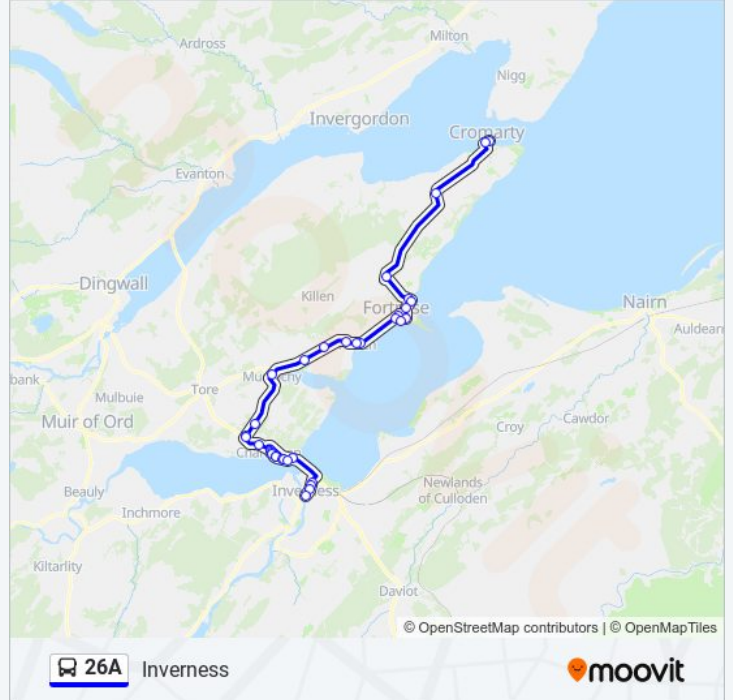 Milton
Ardross
Nigg
Invergordon
Cromarty
Evanton
Dingwall
Killen
Nairn
Auldearn
bank
Tore
Mulbuie
Muir of Ord
Croy
Cawdor
Beauly
Inverness
Newlands
of Culloden
Inchmore
Kiltarlity
Daviot
© OpenStreetMap contributors | © OpenMapTiles
26A Inverness
moovit